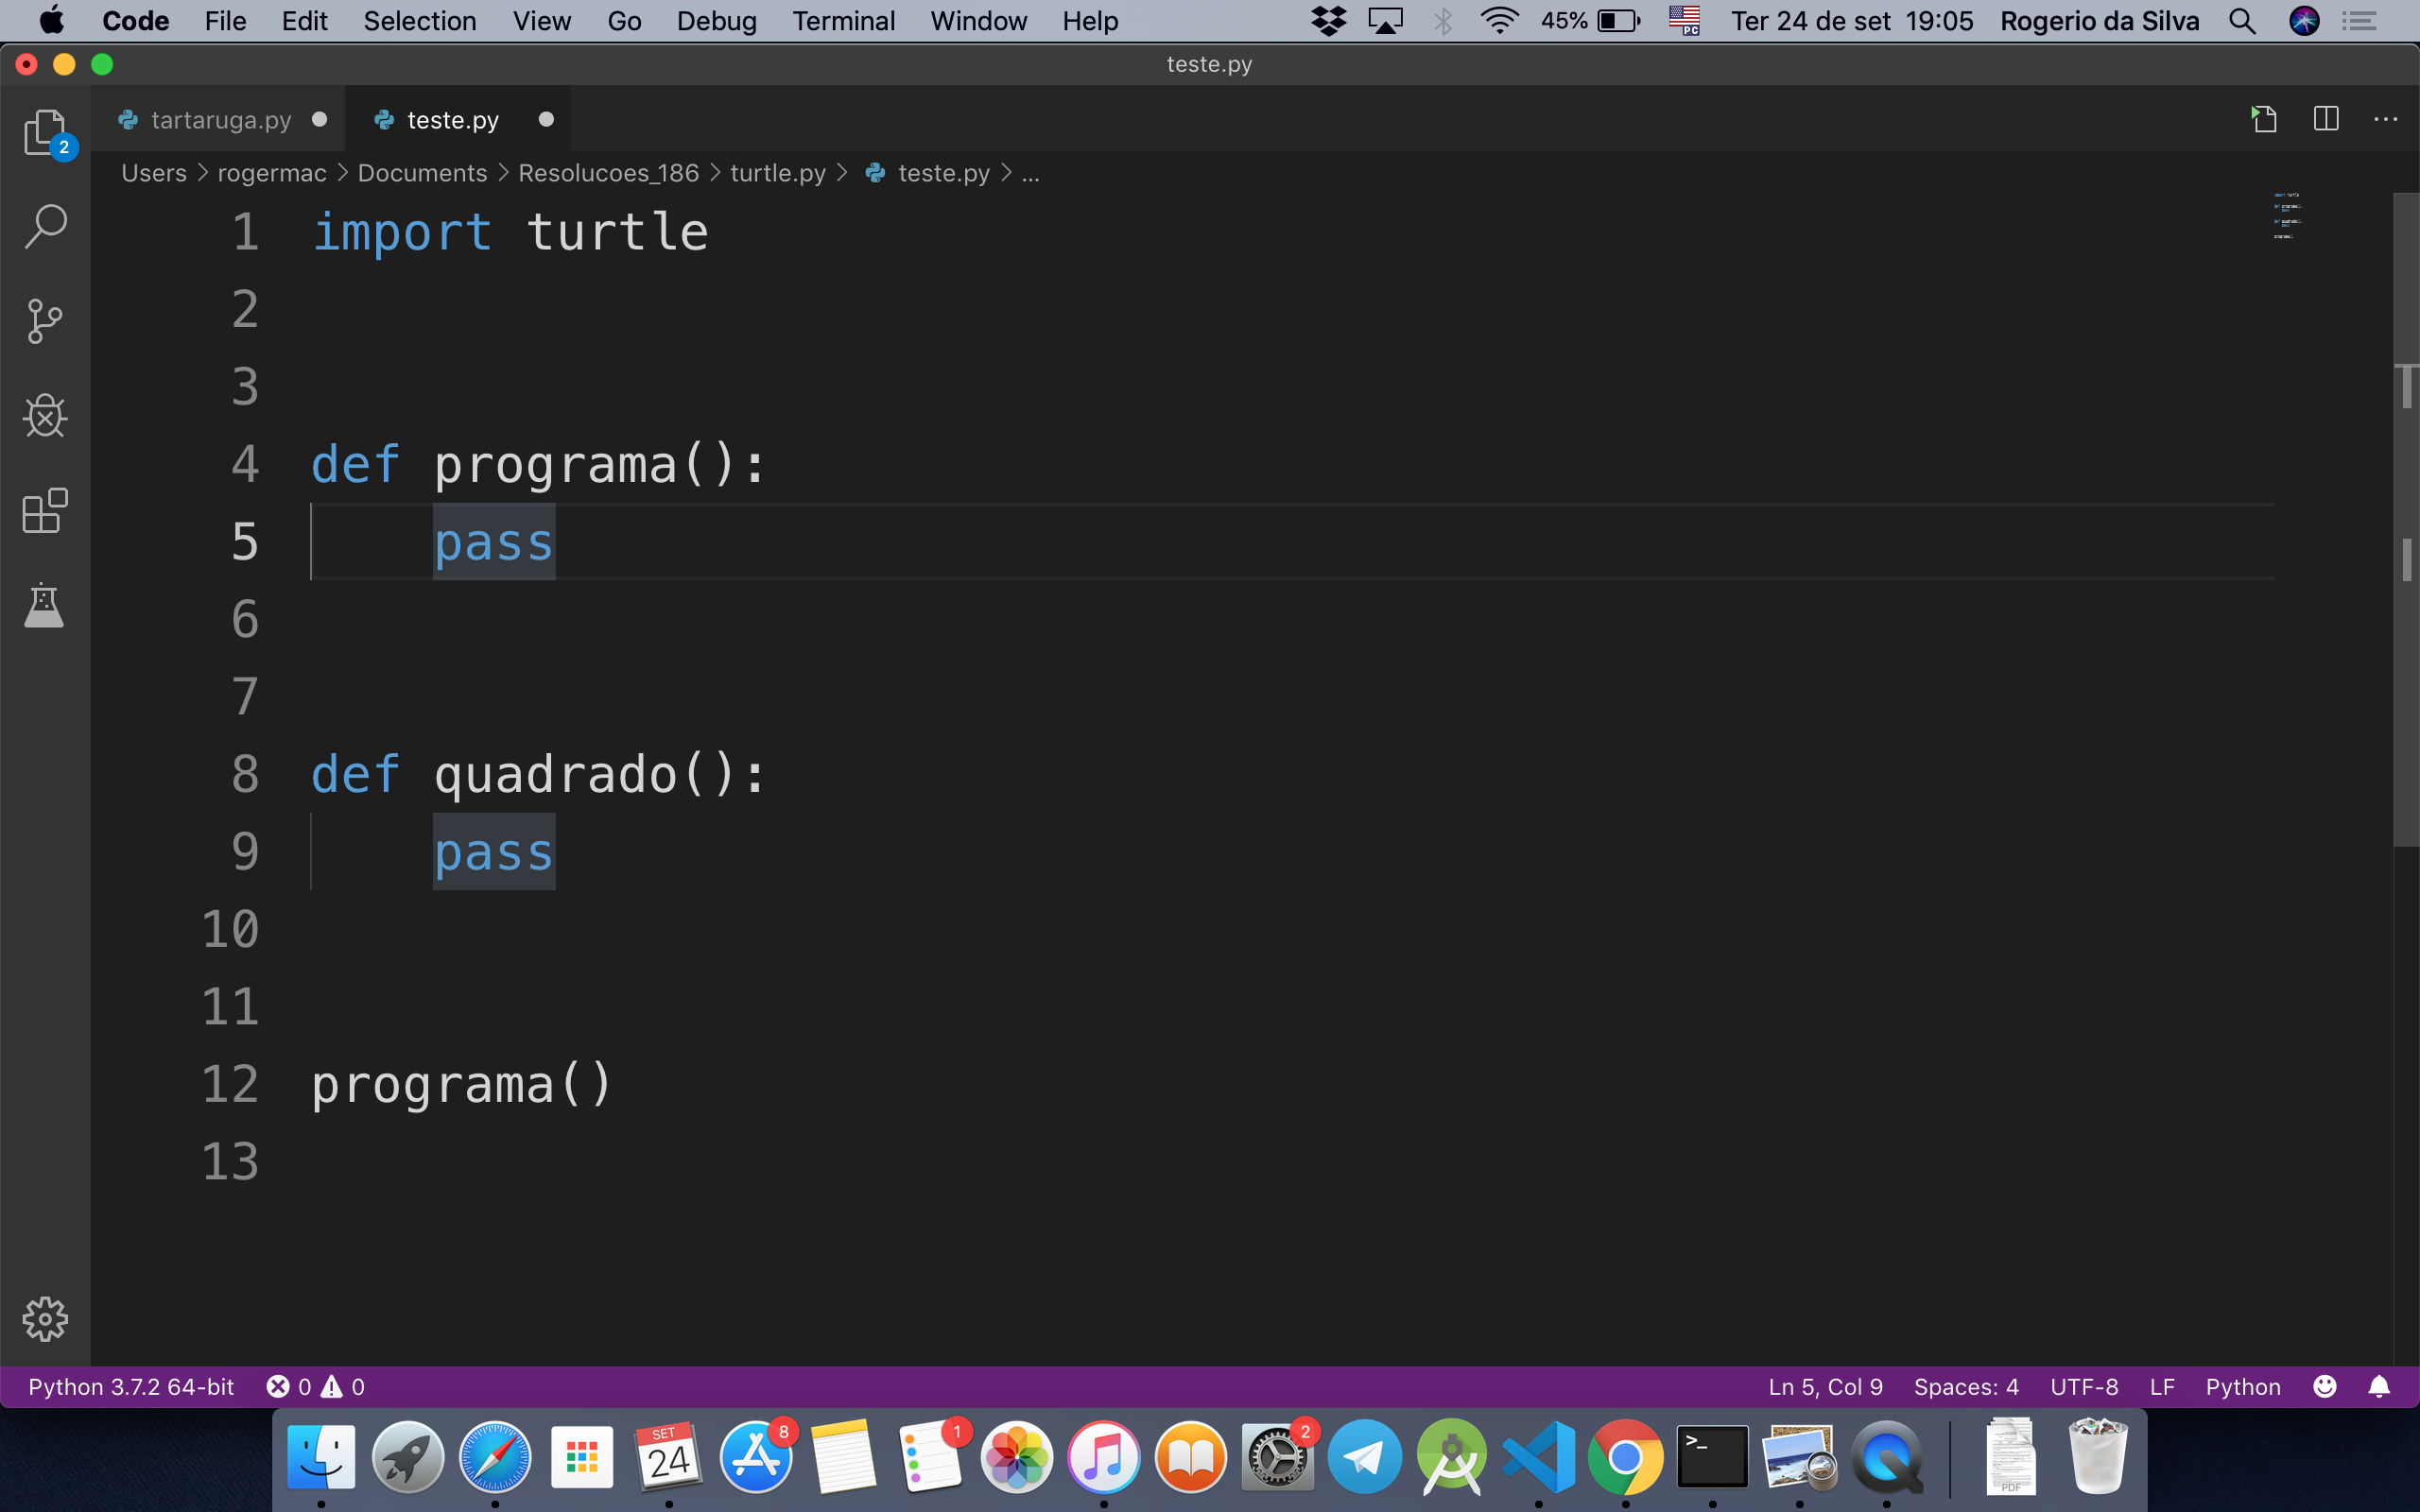 Code File Edit Selection View Go Debug Terminal Window Help 45% PC Ter 24 de set 19:05 Rogerio da Silva
teste.py
tartaruga.py teste.py
2
Users > rogermac > Documents > Resolucoes_186 > turtle.py > teste.py > ...
1 import turtle
2
3
4 def programa():
5     pass
6
7
8 def quadrado():
9     pass
10
11
12 programa()
13
Python 3.7.2 64-bit 0 0 Ln 5, Col 9 Spaces: 4 UTF-8 LF Python
SET 24 8 1 2 >_ PDF